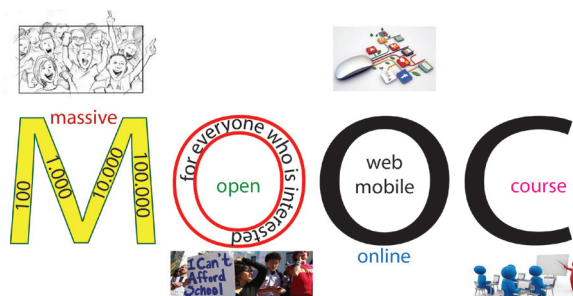 massive
100
1.000
10.000
100.000
for everyone who is interested
open
web
mobile
online
course
I Can't
Afford
School